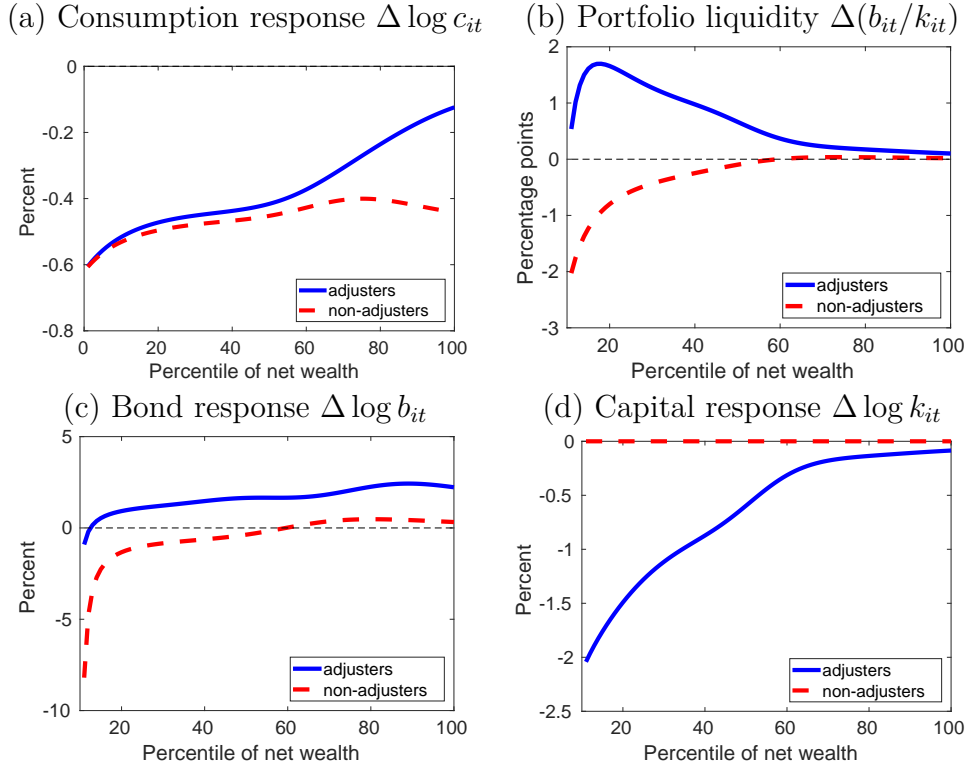 (a) Consumption response Δ log c_it
0
-0.2
-0.4
-0.6
-0.8
Percent
adjusters
non-adjusters
0 20 40 60 80 100
Percentile of net wealth
(b) Portfolio liquidity Δ(b_it/k_it)
2
1
0
-1
-2
-3
Percentage points
adjusters
non-adjusters
20 40 60 80 100
Percentile of net wealth
(c) Bond response Δ log b_it
5
0
-5
-10
Percent
adjusters
non-adjusters
20 40 60 80 100
Percentile of net wealth
(d) Capital response Δ log k_it
0
-0.5
-1
-1.5
-2
-2.5
Percent
adjusters
non-adjusters
20 40 60 80 100
Percentile of net wealth